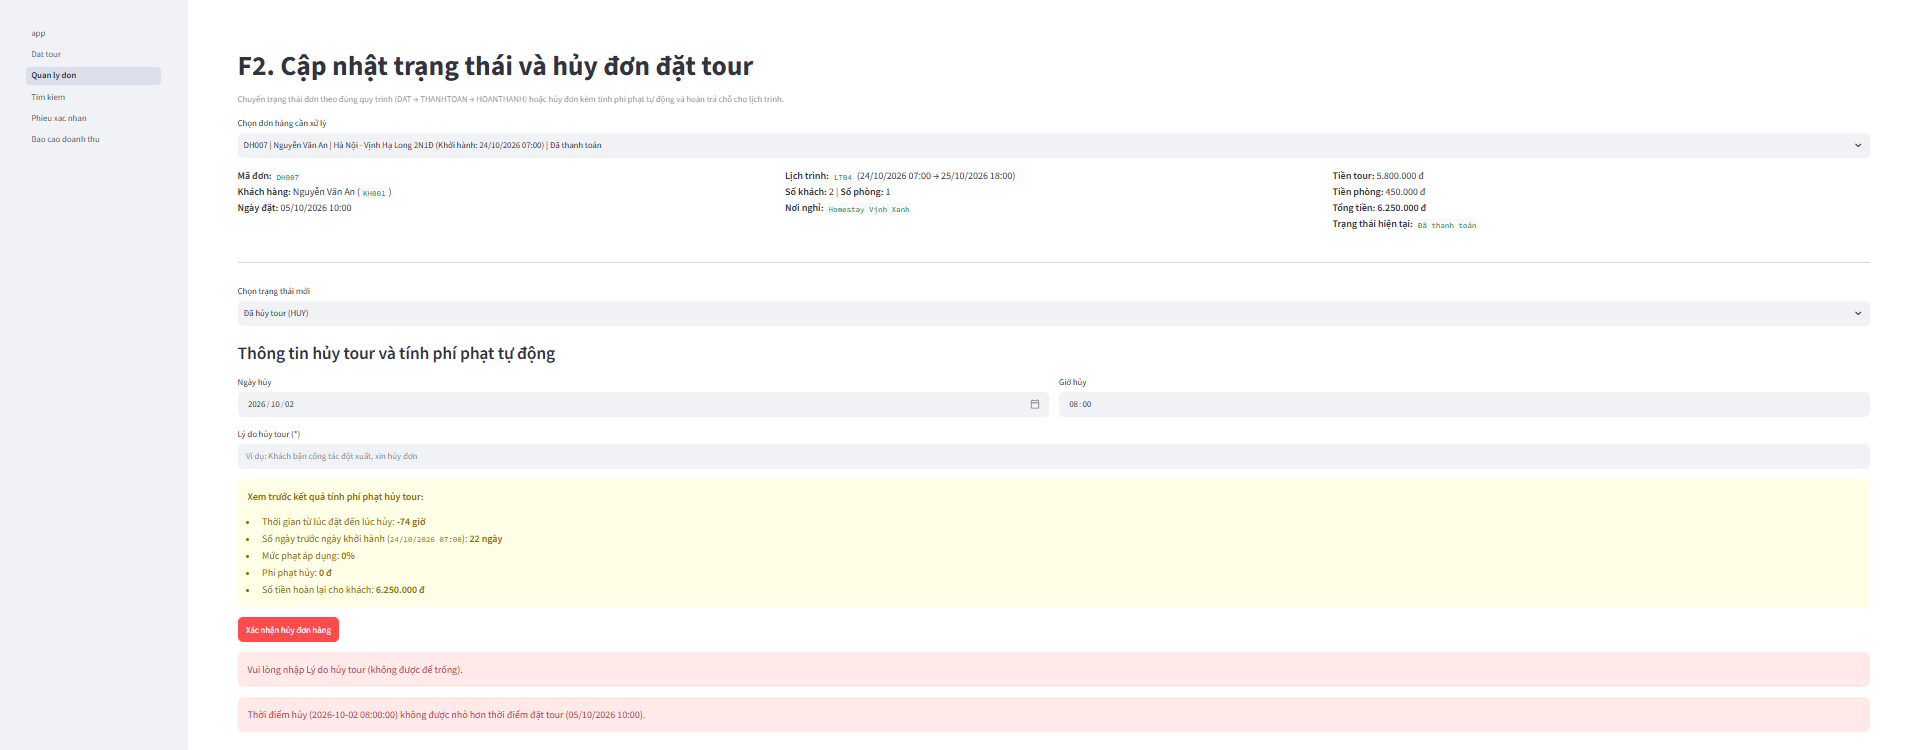 app
Dat tour
Quan ly don
Tim kiem
Phieu xac nhan
Bao cao doanh thu
F2. Cập nhật trạng thái và hủy đơn đặt tour
Chuyển trạng thái đơn theo đúng quy trình (DAT → THANHTOAN → HOANTHANH) hoặc hủy đơn kèm tính phí phạt tự động và hoàn trả chỗ cho lịch trình.
Chọn đơn hàng cần xử lý
DH007 | Nguyễn Văn An | Hà Nội - Vịnh Hạ Long 2N1Đ (Khởi hành: 24/10/2026 07:00) | Đã thanh toán
Mã đơn: DH007
Khách hàng: Nguyễn Văn An ( KH001 )
Ngày đặt: 05/10/2026 10:00
Lịch trình: LT04 (24/10/2026 07:00 → 25/10/2026 18:00)
Số khách: 2 | Số phòng: 1
Nơi nghỉ: Homestay Vịnh Xanh
Tiền tour: 5.800.000 đ
Tiền phòng: 450.000 đ
Tổng tiền: 6.250.000 đ
Trạng thái hiện tại: Đã thanh toán
Chọn trạng thái mới
Đã hủy tour (HUY)
Thông tin hủy tour và tính phí phạt tự động
Ngày hủy
2026/10/02
Giờ hủy
08:00
Lý do hủy tour (*)
Ví dụ: Khách bận công tác đột xuất, xin hủy đơn
Xem trước kết quả tính phí phạt hủy tour:
• Thời gian từ lúc đặt đến lúc hủy: -74 giờ
• Số ngày trước ngày khởi hành (24/10/2026 07:00): 22 ngày
• Mức phạt áp dụng: 0%
• Phí phạt hủy: 0 đ
• Số tiền hoàn lại cho khách: 6.250.000 đ
Xác nhận hủy đơn hàng
Vui lòng nhập Lý do hủy tour (không được để trống).
Thời điểm hủy (2026-10-02 08:00:00) không được nhỏ hơn thời điểm đặt tour (05/10/2026 10:00).